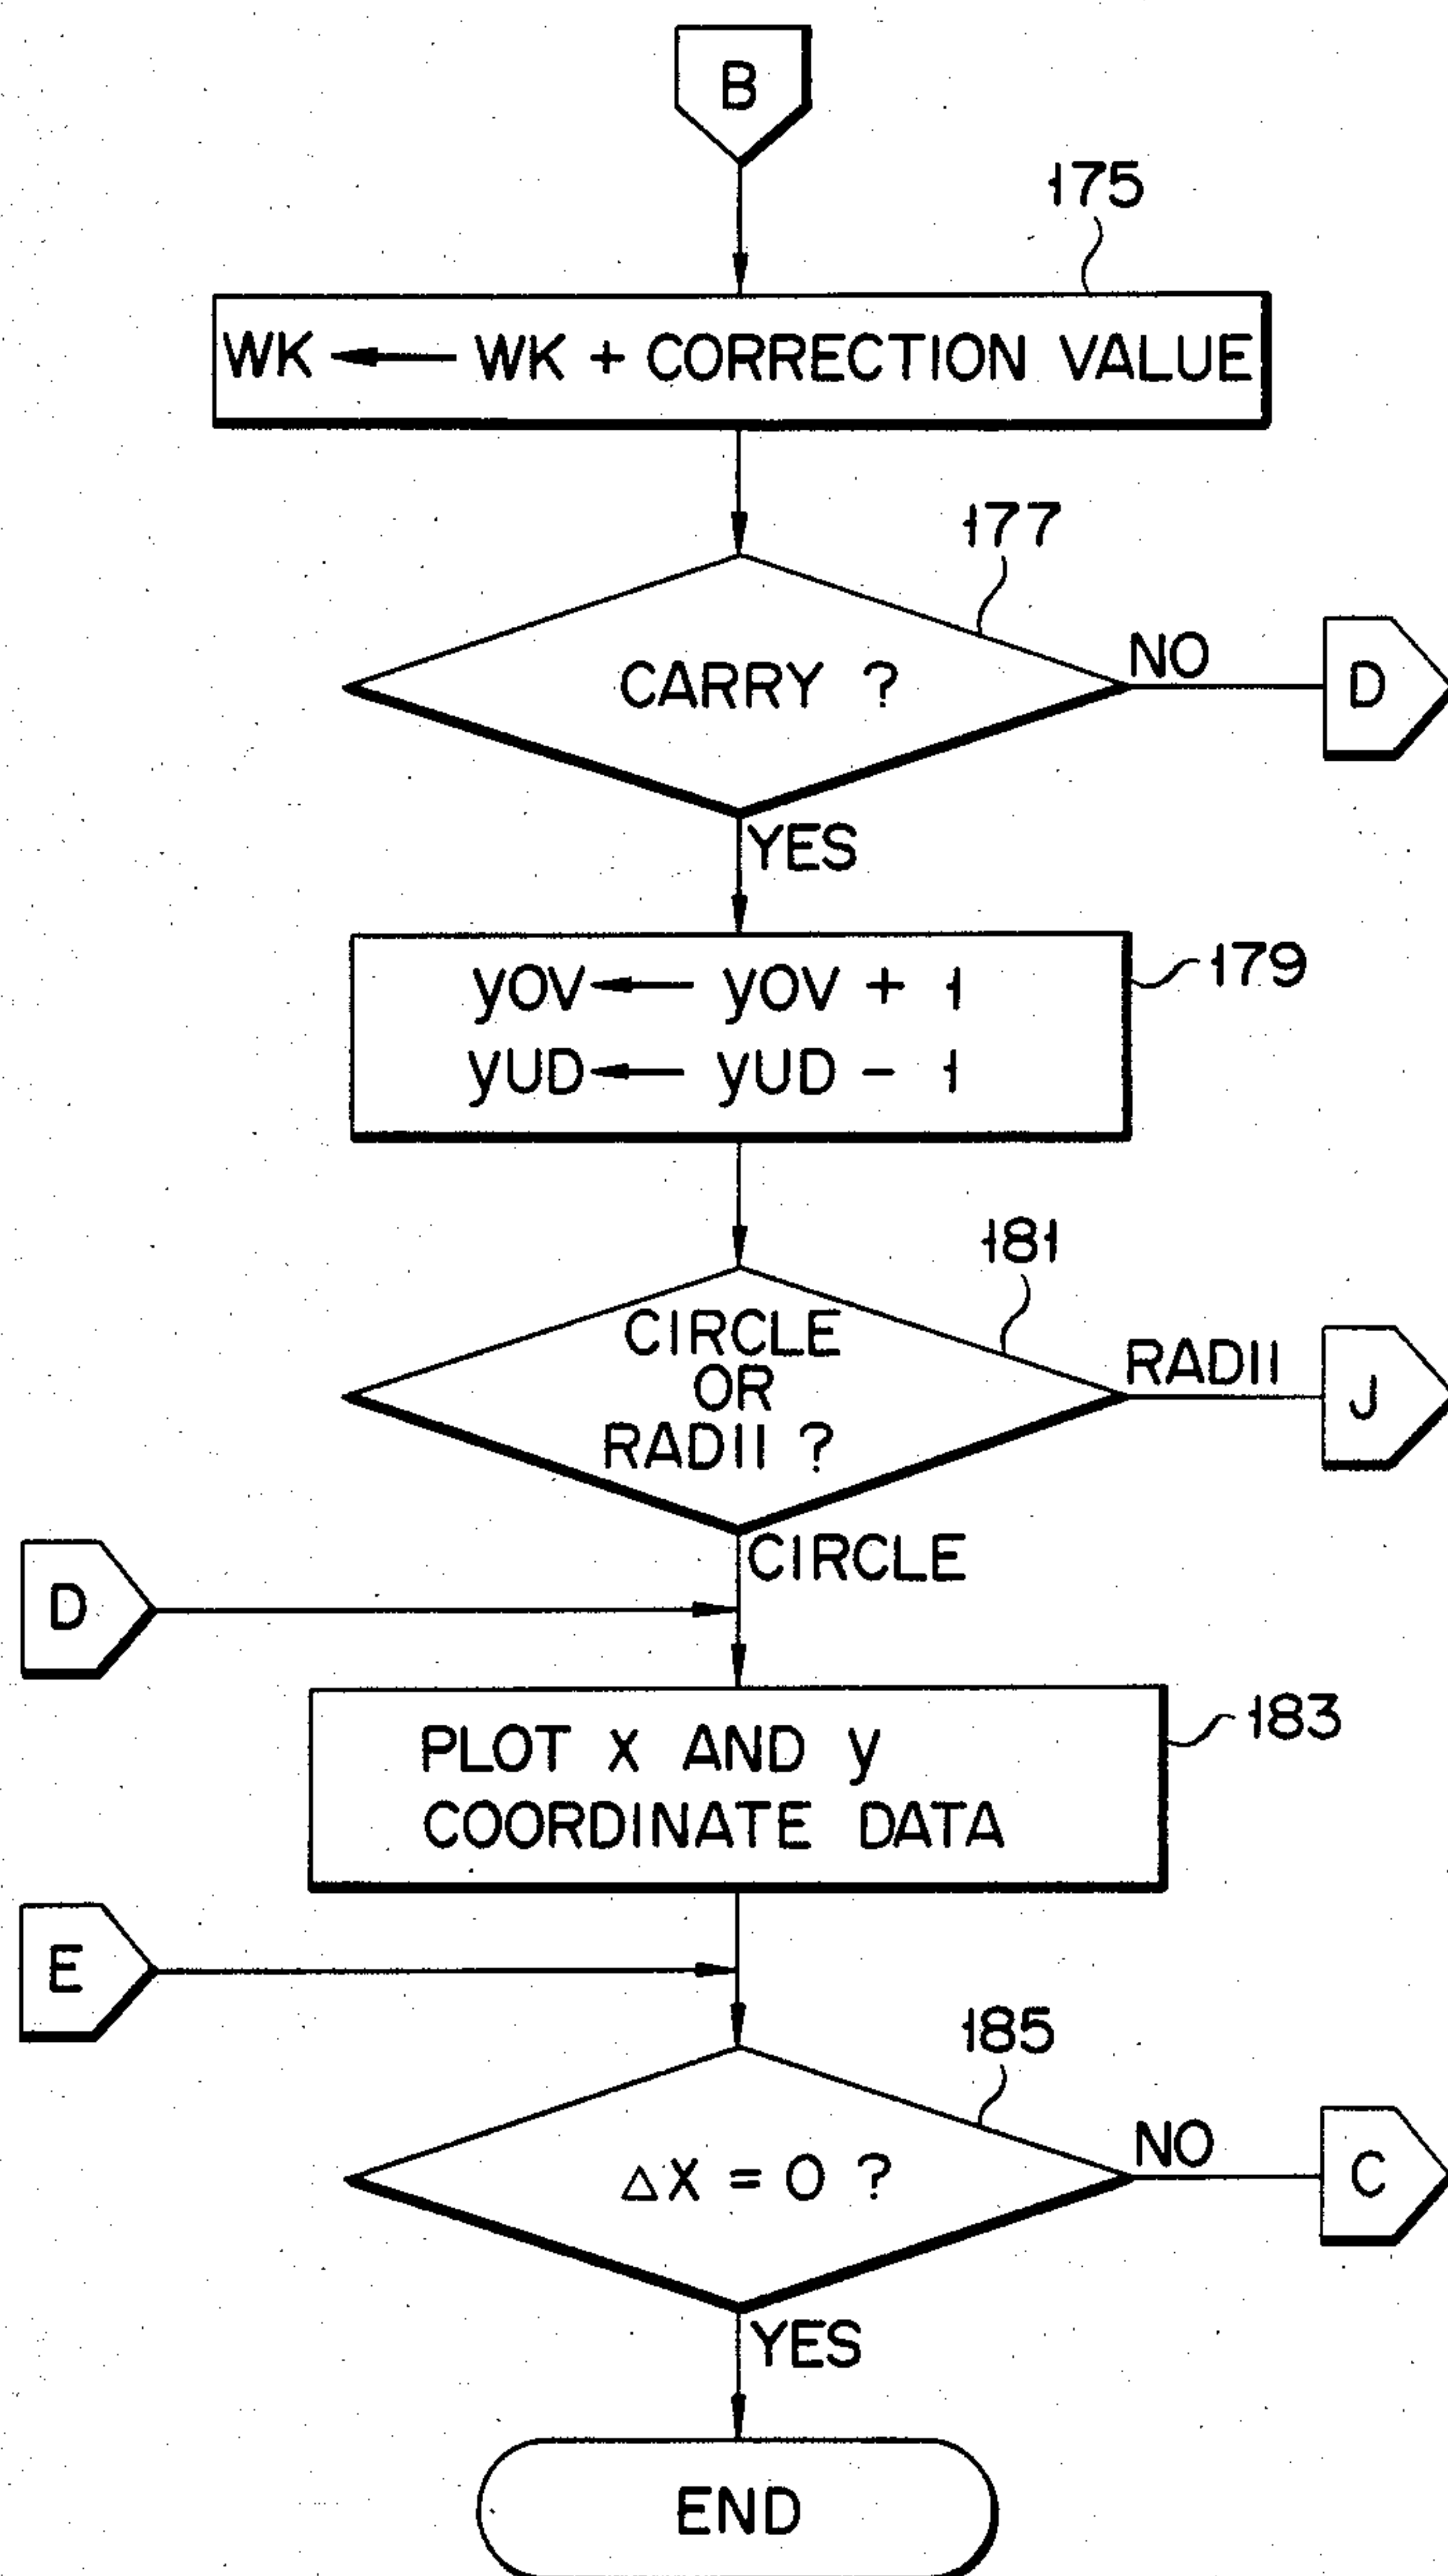 B
175
WK ← WK + CORRECTION VALUE
177
CARRY ?
NO
D
YES
179
yOV ← yOV + 1
yUD ← yUD - 1
181
CIRCLE
OR
RADII ?
RADII
J
CIRCLE
D
183
PLOT x AND y
COORDINATE DATA
E
185
ΔX = 0 ?
NO
C
YES
END